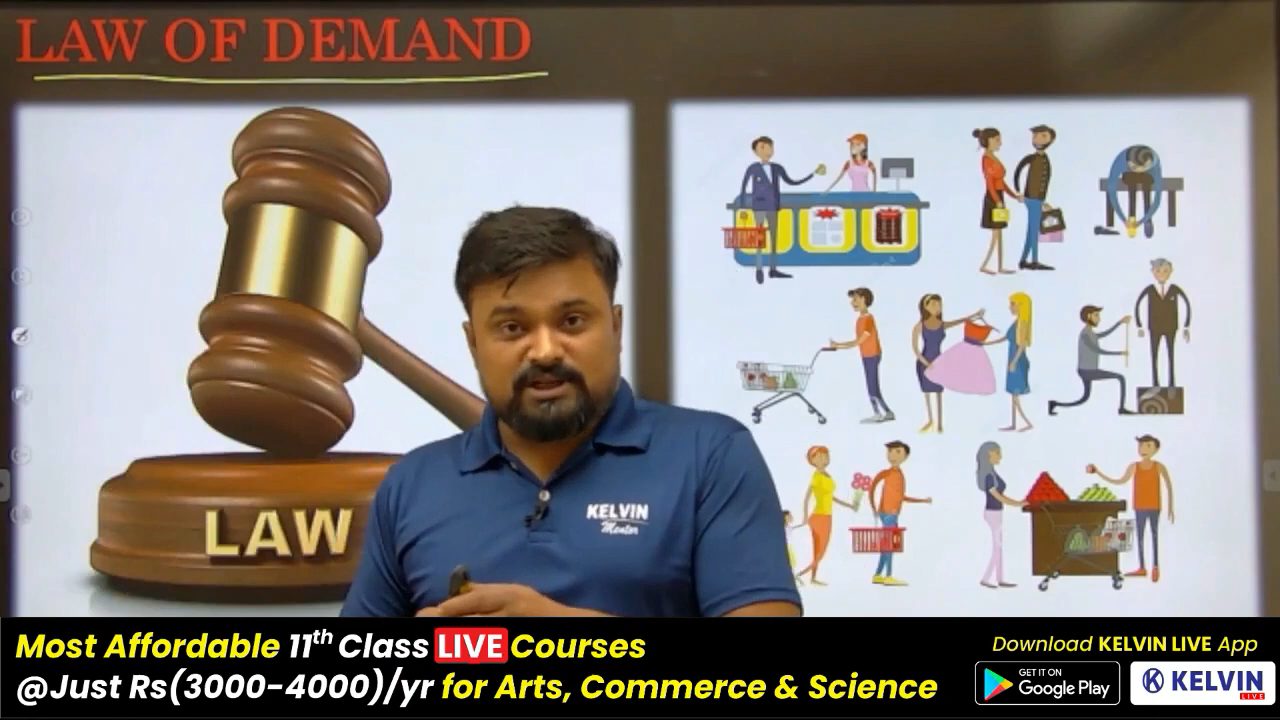 LAW OF DEMAND
LAW
KELVIN
Mentor
Most Affordable 11th Class LIVE Courses
@Just Rs(3000-4000)/yr for Arts, Commerce & Science
Download KELVIN LIVE App
GET IT ON
Google Play
KELVIN
LIVE